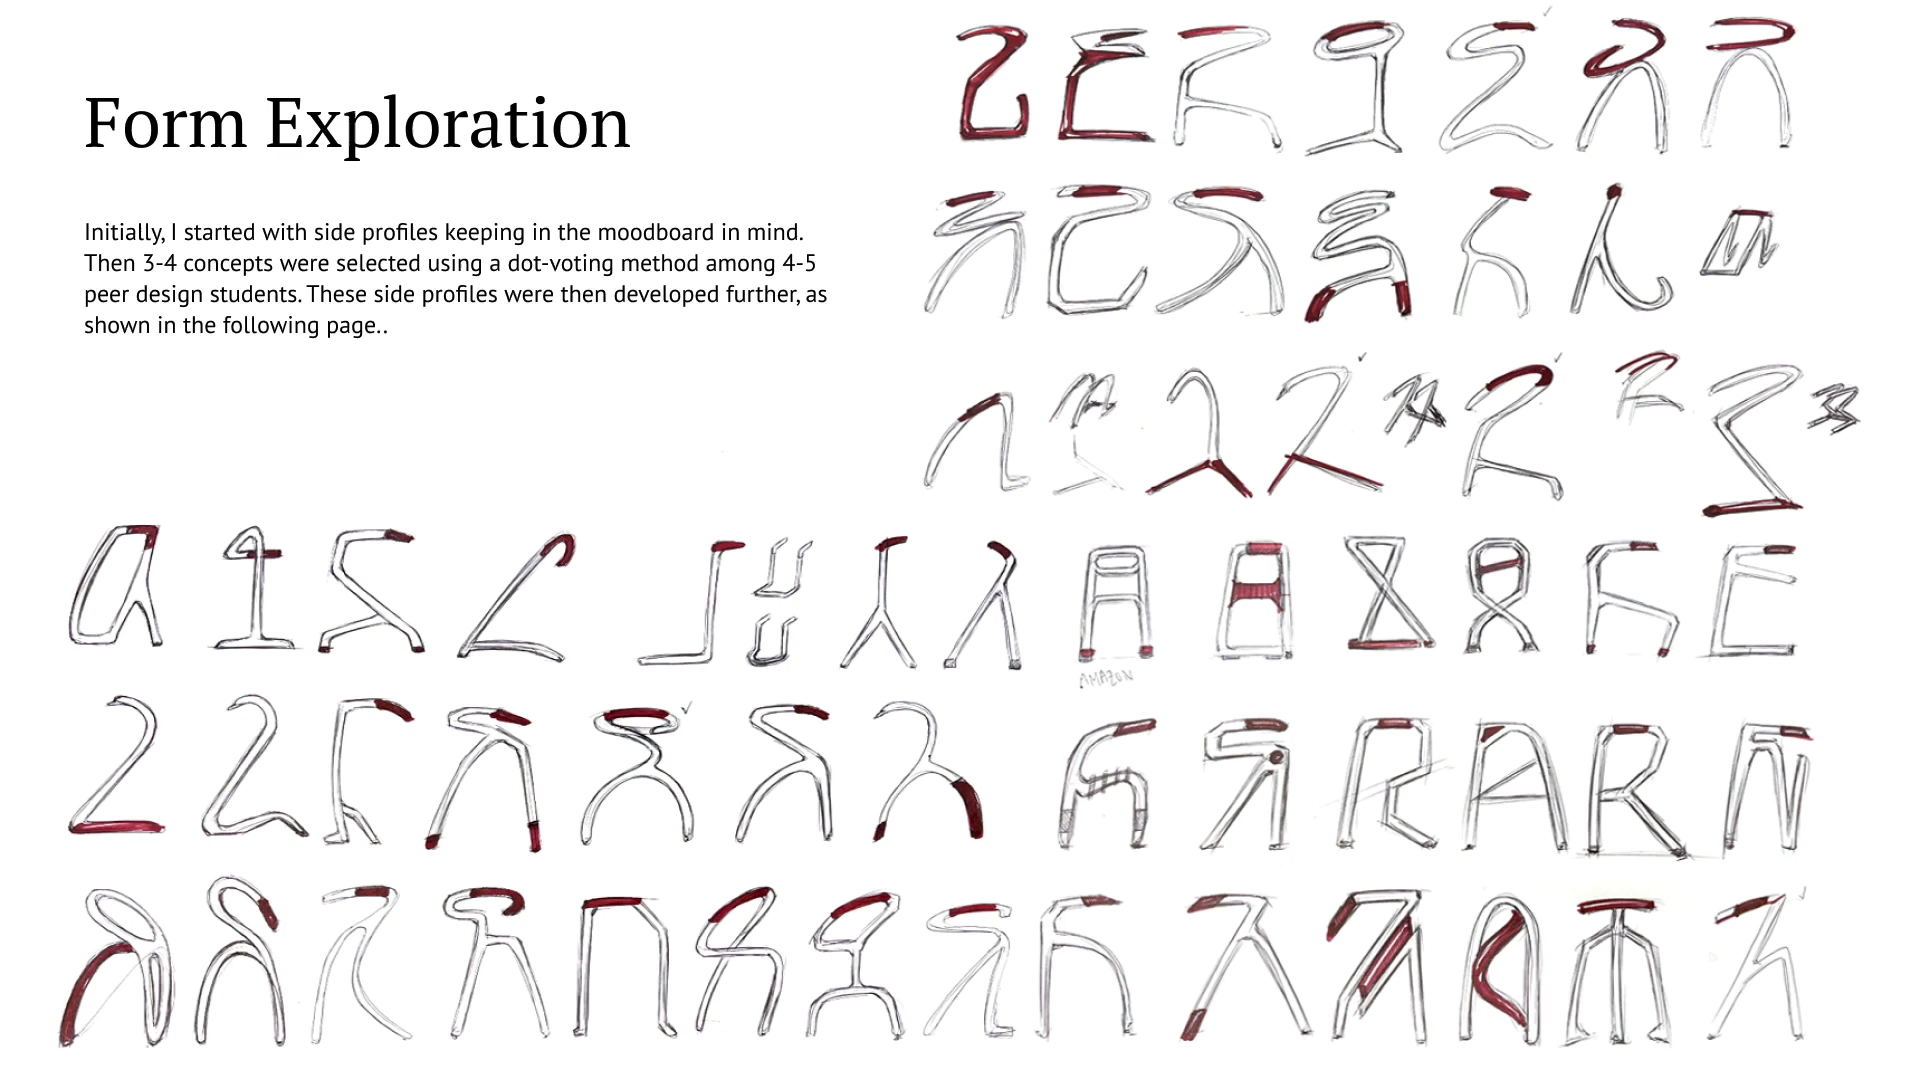 Form Exploration
Initially, I started with side profiles keeping in the moodboard in mind.
Then 3-4 concepts were selected using a dot-voting method among 4-5
peer design students. These side profiles were then developed further, as
shown in the following page..
AMAZON